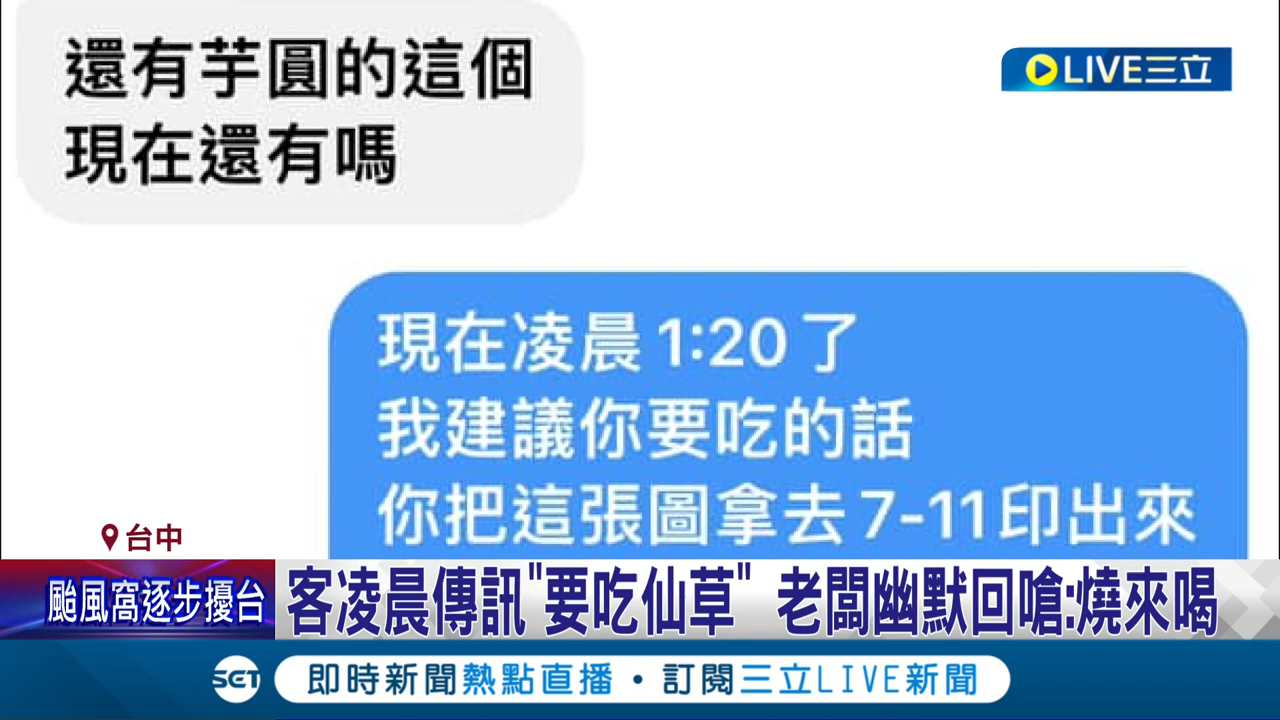 還有芋圓的這個
現在還有嗎
LIVE三立
現在凌晨 1:20 了
我建議你要吃的話
你把這張圖拿去 7-11 印出來
台中
颱風窩逐步擾台
客凌晨傳訊"要吃仙草" 老闆幽默回嗆:燒來喝
SET
即時新聞熱點直播・訂閱三立LIVE新聞